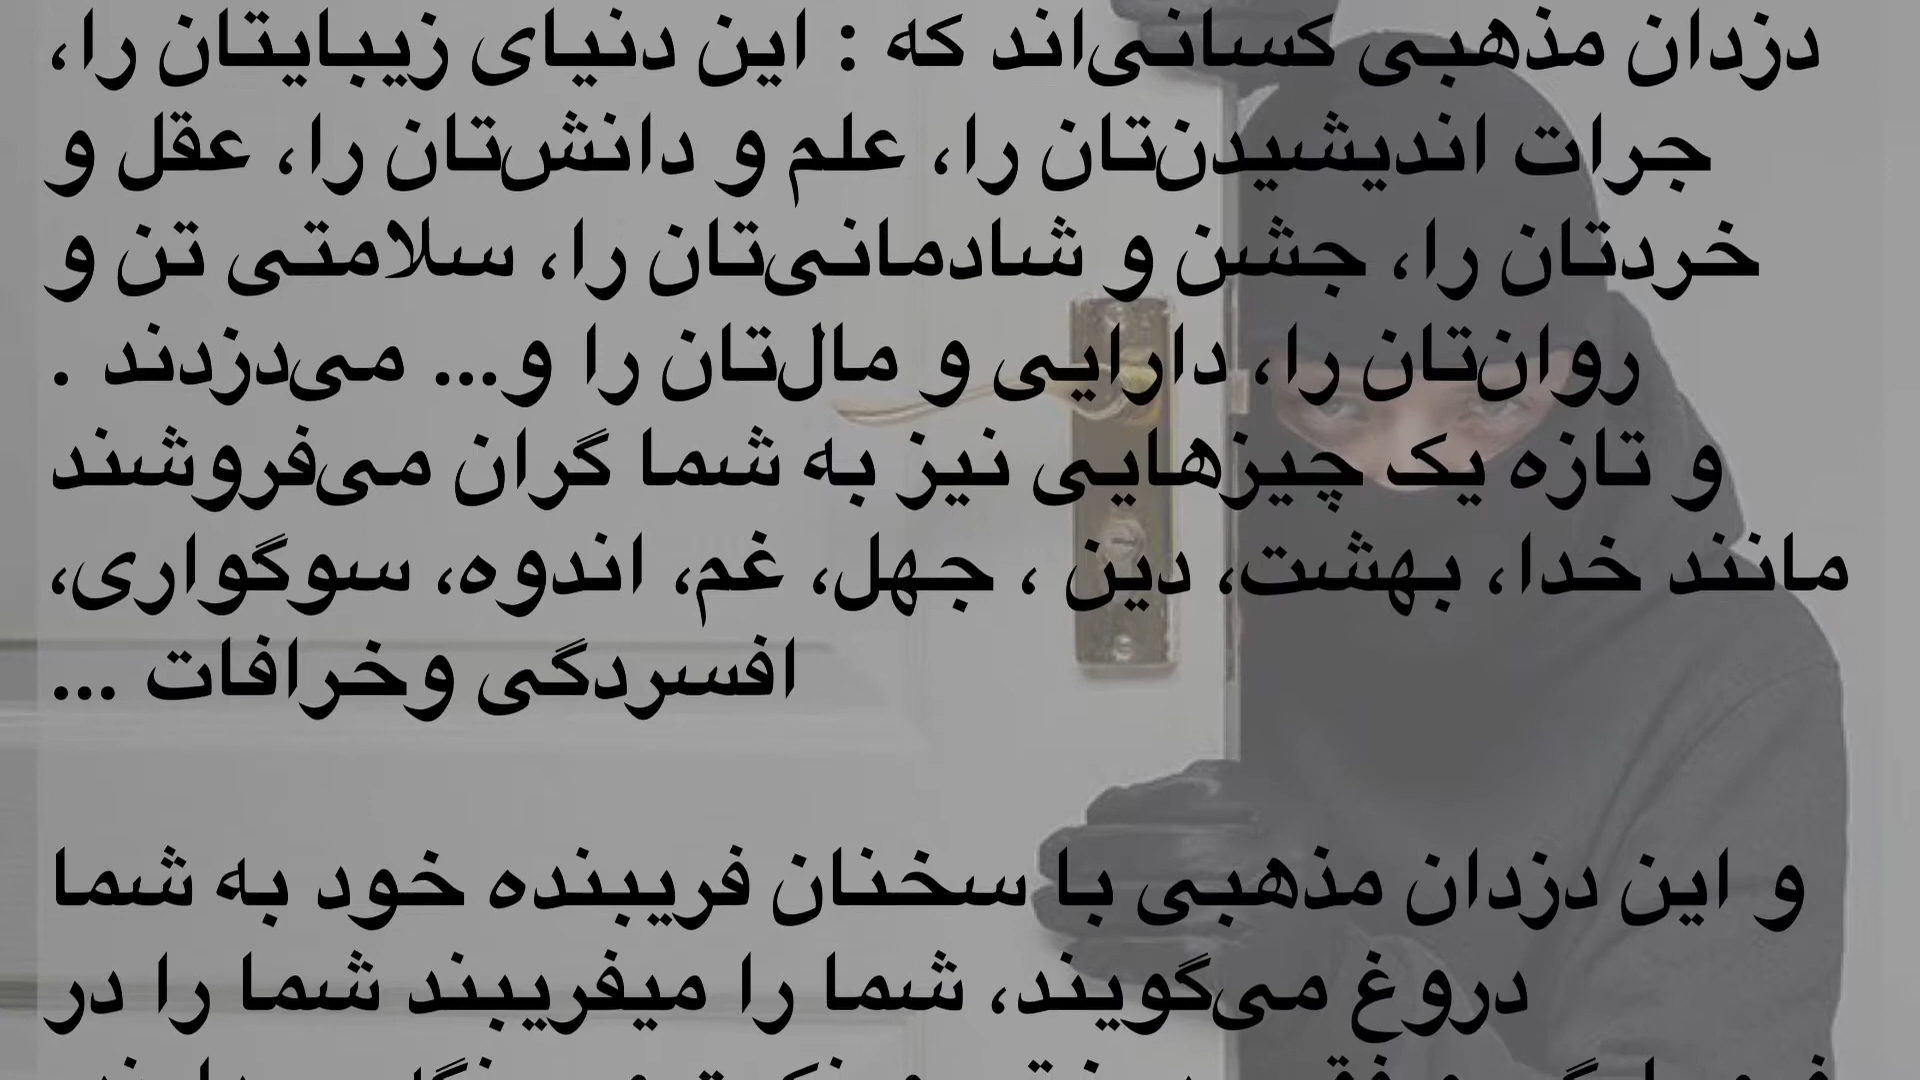 دزدان مذهبی کسانی‌اند که : این دنیای زیبایتان را،
جرات اندیشیدن‌تان را، علم و دانش‌تان را، عقل و
خردتان را، جشن و شادمانی‌تان را، سلامتی تن و
روان‌تان را، دارایی و مال‌تان را و... می‌دزدند .
و تازه یک چیزهایی نیز به شما گران می‌فروشند
مانند خدا، بهشت، دین ، جهل، غم، اندوه، سوگواری،
افسردگی وخرافات ...
و این دزدان مذهبی با سخنان فریبنده خود به شما
دروغ می‌گویند، شما را میفریبند شما را در